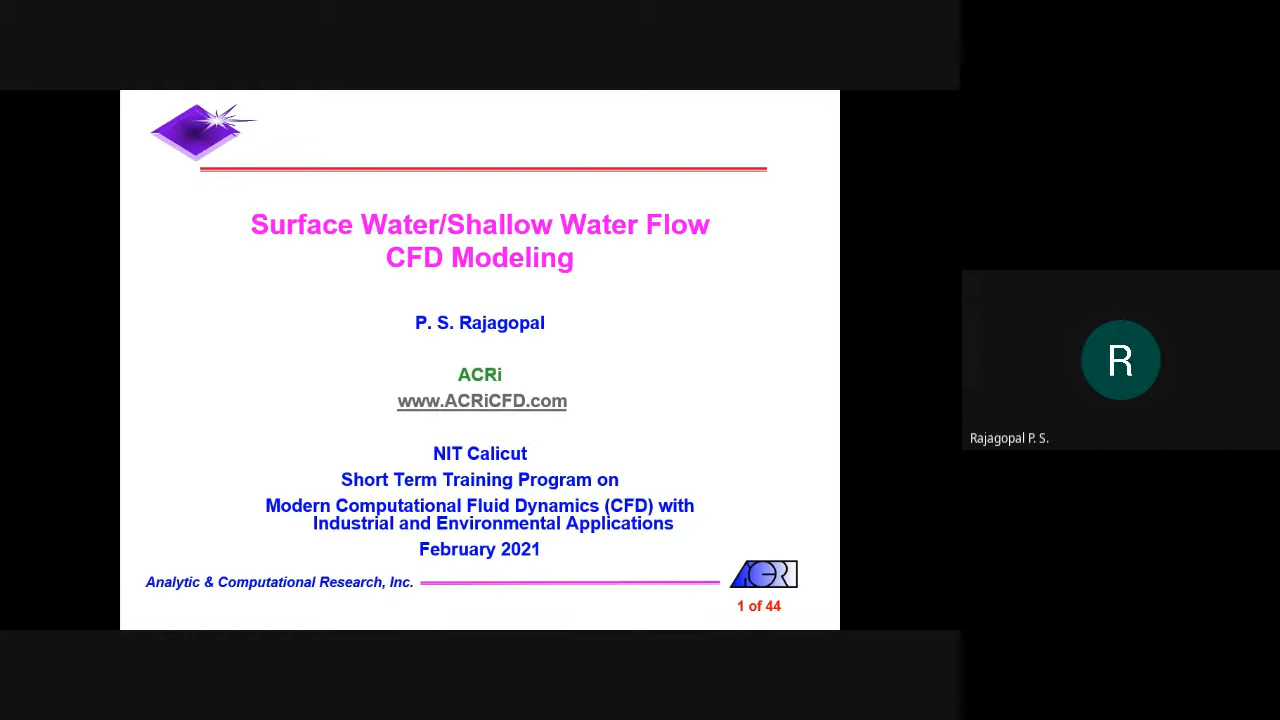 Surface Water/Shallow Water Flow
CFD Modeling
P. S. Rajagopal
ACRi
www.ACRiCFD.com
NIT Calicut
Short Term Training Program on
Modern Computational Fluid Dynamics (CFD) with
Industrial and Environmental Applications
February 2021
Analytic & Computational Research, Inc.
ACRi
1 of 44
R
Rajagopal P. S.